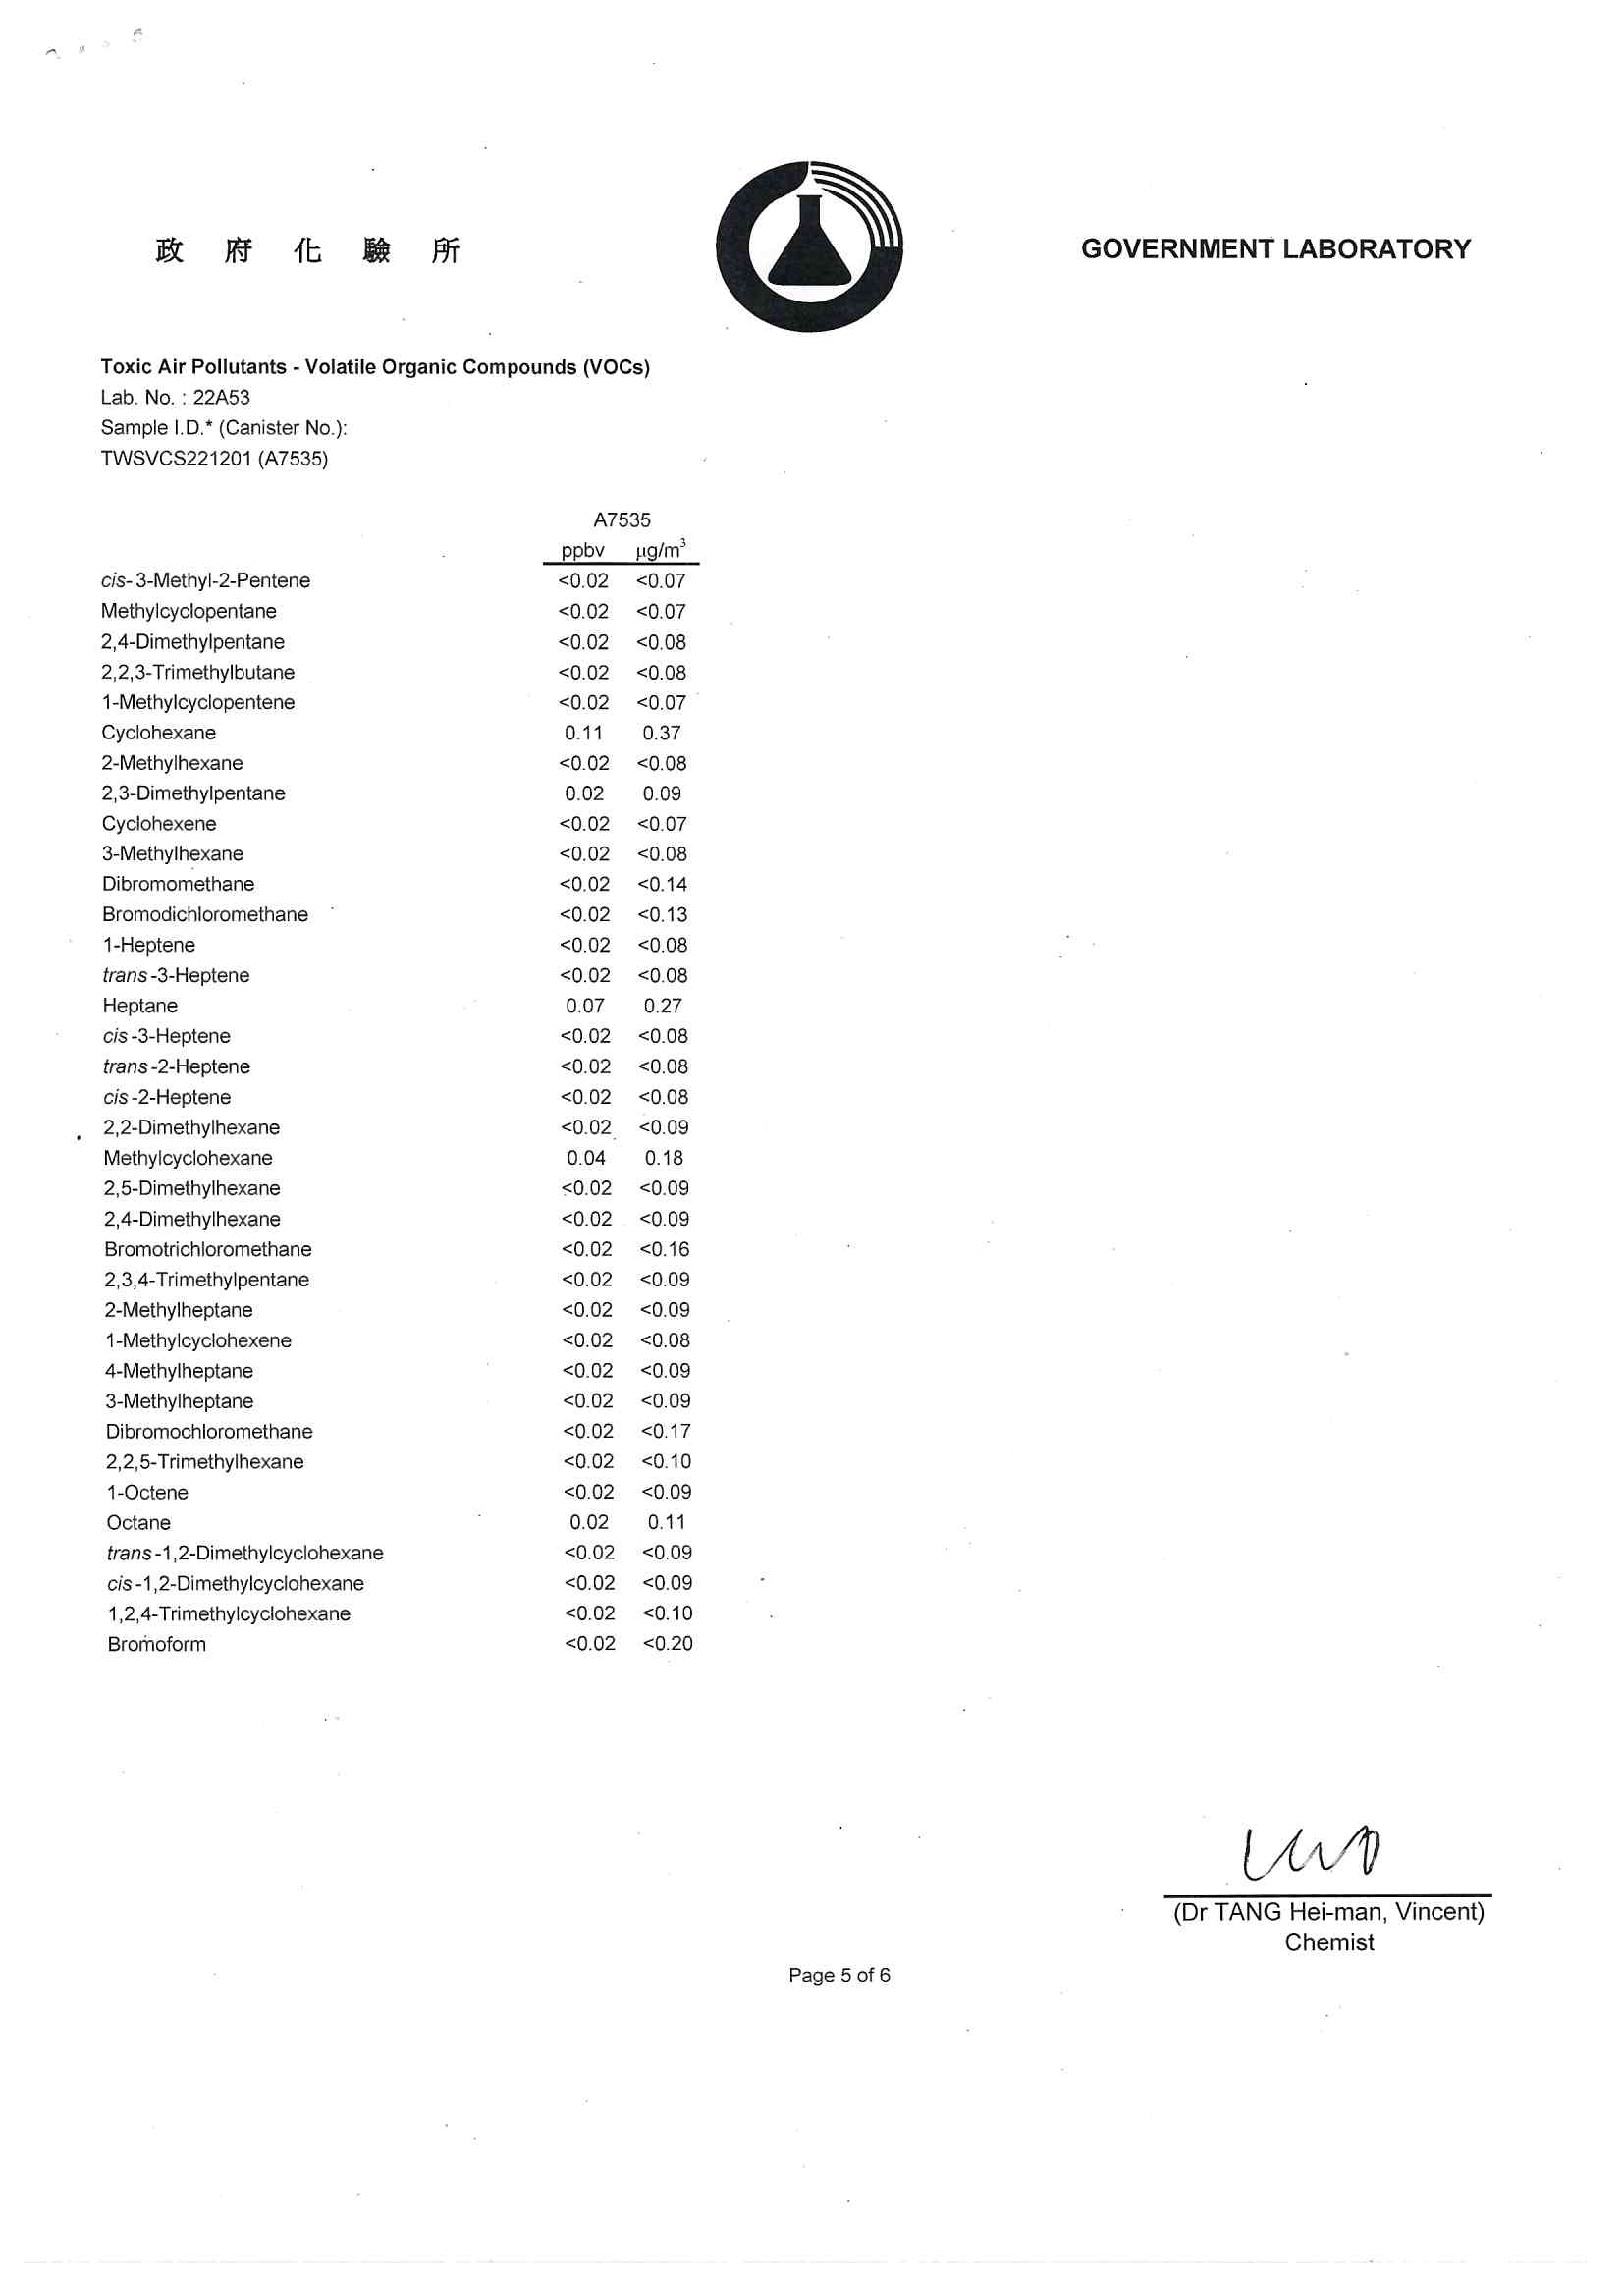 政 府 化 驗 所
GOVERNMENT LABORATORY
Toxic Air Pollutants - Volatile Organic Compounds (VOCs)
Lab. No. : 22A53
Sample I.D.* (Canister No.):
TWSVCS221201 (A7535)
A7535
ppbv µg/m³
cis-3-Methyl-2-Pentene <0.02 <0.07
Methylcyclopentane <0.02 <0.07
2,4-Dimethylpentane <0.02 <0.08
2,2,3-Trimethylbutane <0.02 <0.08
1-Methylcyclopentene <0.02 <0.07
Cyclohexane 0.11 0.37
2-Methylhexane <0.02 <0.08
2,3-Dimethylpentane 0.02 0.09
Cyclohexene <0.02 <0.07
3-Methylhexane <0.02 <0.08
Dibromomethane <0.02 <0.14
Bromodichloromethane <0.02 <0.13
1-Heptene <0.02 <0.08
trans-3-Heptene <0.02 <0.08
Heptane 0.07 0.27
cis-3-Heptene <0.02 <0.08
trans-2-Heptene <0.02 <0.08
cis-2-Heptene <0.02 <0.08
2,2-Dimethylhexane <0.02 <0.09
Methylcyclohexane 0.04 0.18
2,5-Dimethylhexane <0.02 <0.09
2,4-Dimethylhexane <0.02 <0.09
Bromotrichloromethane <0.02 <0.16
2,3,4-Trimethylpentane <0.02 <0.09
2-Methylheptane <0.02 <0.09
1-Methylcyclohexene <0.02 <0.08
4-Methylheptane <0.02 <0.09
3-Methylheptane <0.02 <0.09
Dibromochloromethane <0.02 <0.17
2,2,5-Trimethylhexane <0.02 <0.10
1-Octene <0.02 <0.09
Octane 0.02 0.11
trans-1,2-Dimethylcyclohexane <0.02 <0.09
cis-1,2-Dimethylcyclohexane <0.02 <0.09
1,2,4-Trimethylcyclohexane <0.02 <0.10
Bromoform <0.02 <0.20
(Dr TANG Hei-man, Vincent)
Chemist
Page 5 of 6